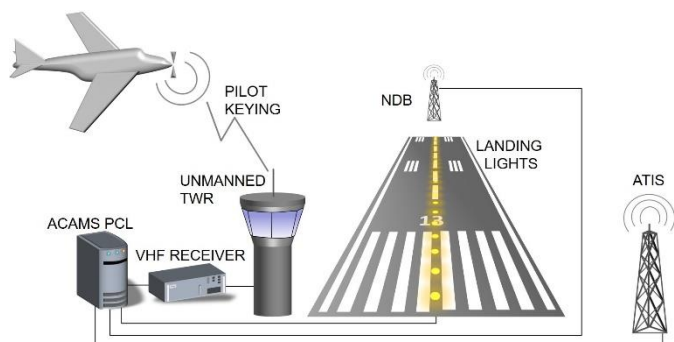 PILOT
KEYING
NDB
LANDING
LIGHTS
UNMANNED
TWR
ATIS
ACAMS PCL
VHF RECEIVER
13